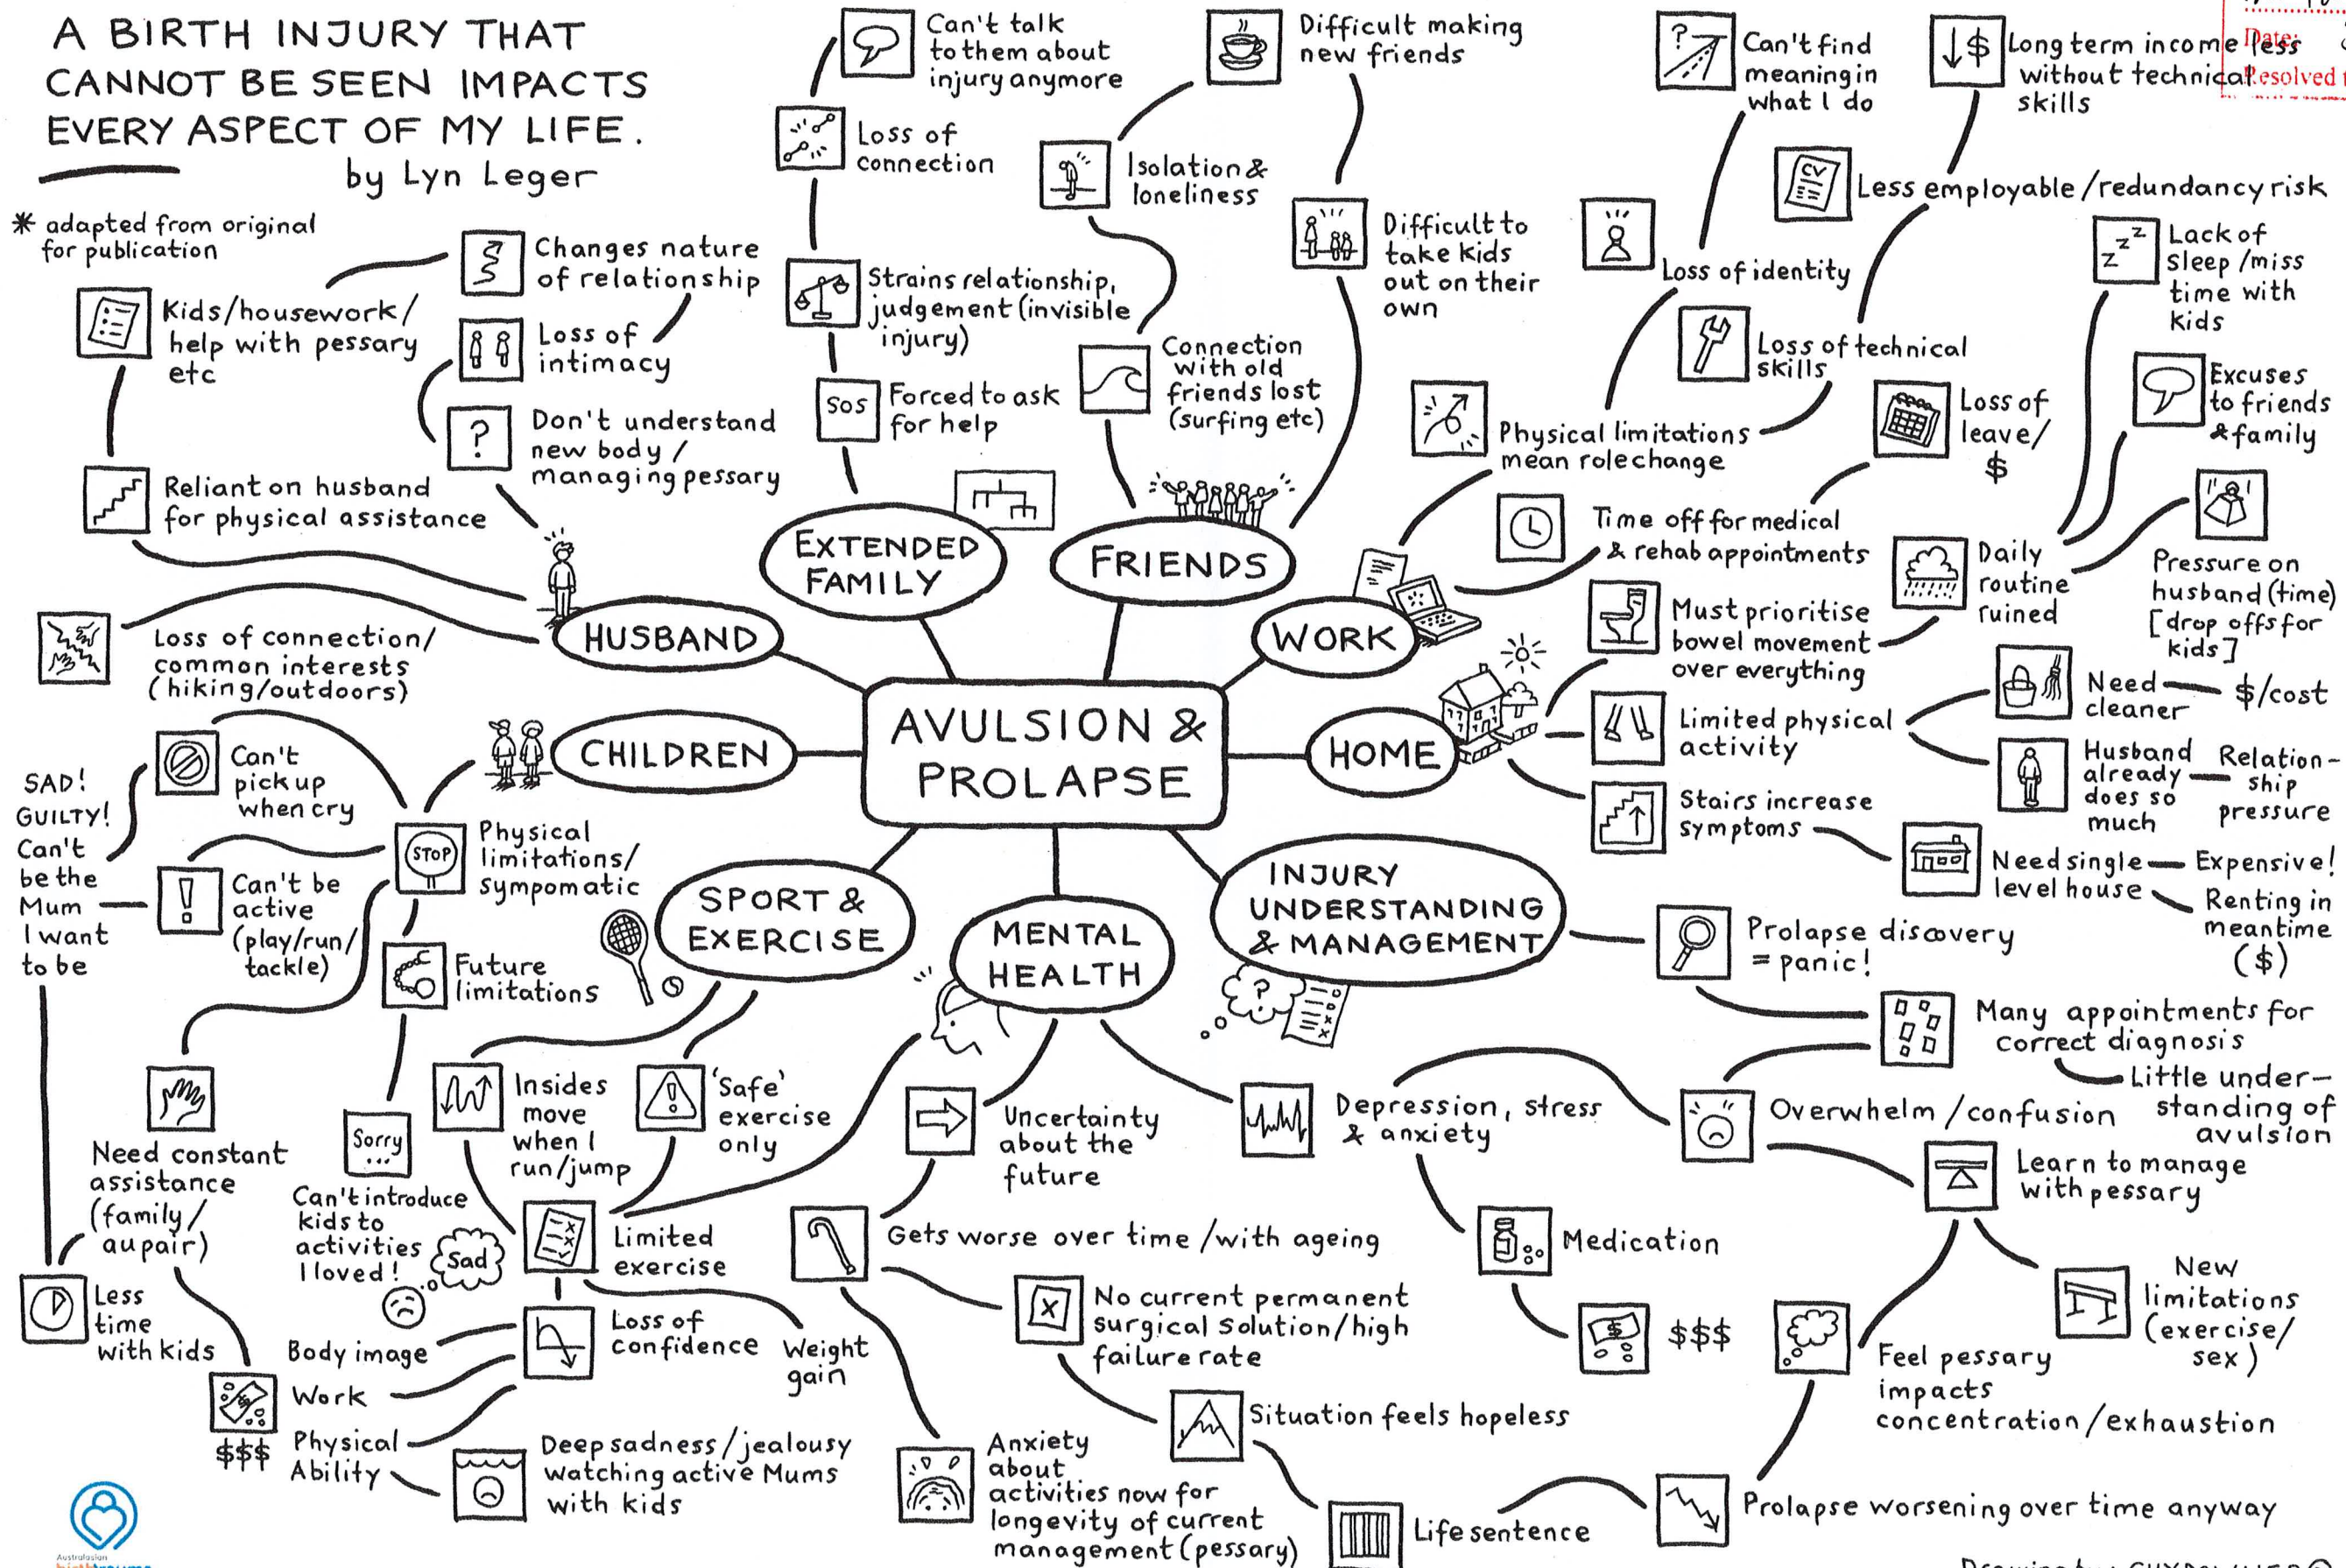 A BIRTH INJURY THAT
CANNOT BE SEEN IMPACTS
EVERY ASPECT OF MY LIFE.
by Lyn Leger
* adapted from original
for publication
Changes nature
of relationship
Kids/housework/
help with pessary
etc
Loss of
intimacy
Don't understand
new body/
managing pessary
Reliant on husband
for physical assistance
HUSBAND
Loss of connection/
common interests
(hiking/outdoors)
Can't talk
to them about
injury anymore
Loss of
connection
Strains relationship,
judgement (invisible
injury)
SOS
Forced to ask
for help
EXTENDED
FAMILY
Difficult making
new friends
Isolation &
loneliness
Difficult to
take kids
out on their
own
Connection
with old
friends lost
(surfing etc)
FRIENDS
?
Can't find
meaning in
what I do
↓$
Long term income less
without technical
skills
Date:
Resolved
CV
Less employable/redundancy risk
Loss of identity
Loss of technical
skills
Physical limitations
mean role change
Loss of
leave/
$
Time off for medical
& rehab appointments
WORK
z z z
Lack of
sleep/miss
time with
kids
Excuses
to friends
& family
Daily
routine
ruined
Pressure on
husband (time)
[drop offs for
kids]
Must prioritise
bowel movement
over everything
Limited physical
activity
Need
cleaner
$/cost
Husband
already
does so
much
Relation-
ship
pressure
Stairs increase
symptoms
Need single
level house
Expensive!
Renting in
meantime
($)
HOME
AVULSION &
PROLAPSE
CHILDREN
Can't
pick up
when cry
SAD!
GUILTY!
Can't
be the
Mum
I want
to be
STOP
Physical
limitations/
sympomatic
!
Can't be
active
(play/run/
tackle)
Future
limitations
Need constant
assistance
(family/
aupair)
Sorry
...
Can't introduce
kids to
activities
I loved!
Sad
Less
time
with kids
$$$
SPORT &
EXERCISE
Insides
move
when I
run/jump
!
'Safe'
exercise
only
Limited
exercise
Loss of
confidence
Weight
gain
Body image
Work
Physical
Ability
Deep sadness/jealousy
watching active Mums
with kids
MENTAL
HEALTH
Uncertainty
about the
future
Gets worse over time/with ageing
x
No current permanent
surgical solution/high
failure rate
Situation feels hopeless
Anxiety
about
activities now for
longevity of current
management (pessary)
Life sentence
Depression, stress
& anxiety
Medication
$
$$$
INJURY
UNDERSTANDING
& MANAGEMENT
?
Prolapse discovery
= panic!
Many appointments for
correct diagnosis
Little under-
standing of
avulsion
Overwhelm/confusion
Learn to manage
with pessary
New
limitations
(exercise/
sex)
Feel pessary
impacts
concentration/exhaustion
Prolapse worsening over time anyway
Australasian